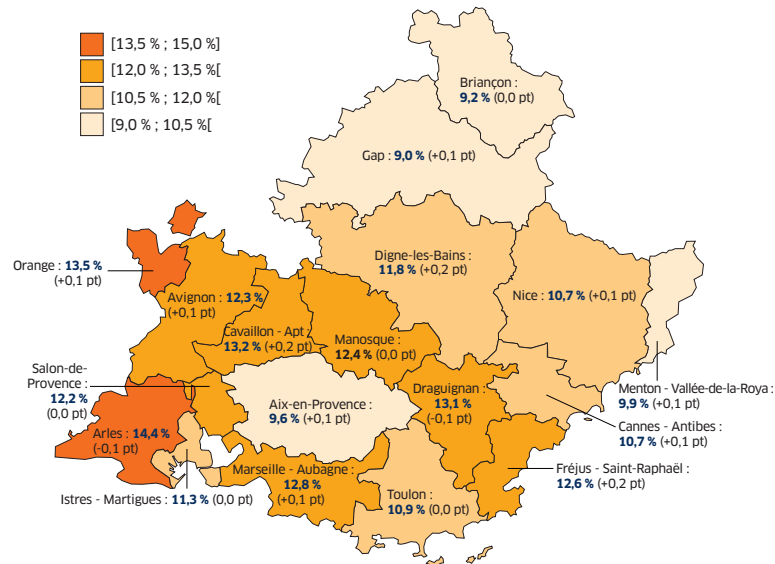 [13,5 % ; 15,0 %]
[12,0 % ; 13,5 %[
[10,5 % ; 12,0 %[
[9,0 % ; 10,5 %[
Briançon :
9,2 % (0,0 pt)
Gap : 9,0 % (+0,1 pt)
Digne-les-Bains :
11,8 % (+0,2 pt)
Orange : 13,5 %
(+0,1 pt)
Nice : 10,7 % (+0,1 pt)
Avignon : 12,3 %
(+0,1 pt)
Cavaillon - Apt :
13,2 % (+0,2 pt)
Manosque :
12,4 % (0,0 pt)
Salon-de-
Provence :
12,2 %
(0,0 pt)
Draguignan :
13,1 %
(-0,1 pt)
Menton - Vallée-de-la-Roya :
9,9 % (+0,1 pt)
Aix-en-Provence :
9,6 % (+0,1 pt)
Cannes - Antibes :
10,7 % (+0,1 pt)
Arles : 14,4 %
(-0,1 pt)
Marseille - Aubagne :
12,8 %
(+0,1 pt)
Fréjus - Saint-Raphaël :
12,6 % (+0,2 pt)
Istres - Martigues : 11,3 % (0,0 pt)
Toulon :
10,9 % (0,0 pt)